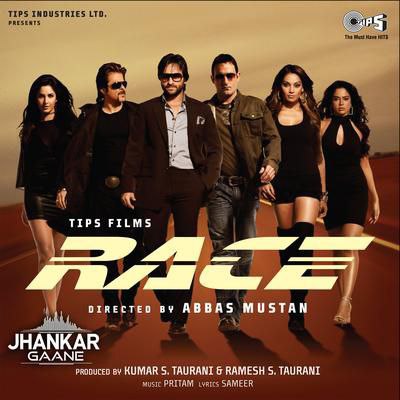 TIPS INDUSTRIES LTD.
PRESENTS
TIPS
The Must Have HITS
TIPS FILMS
RACE
DIRECTED BY ABBAS MUSTAN
JHANKAR
GAANE
PRODUCED BY KUMAR S. TAURANI & RAMESH S. TAURANI
MUSIC PRITAM LYRICS SAMEER